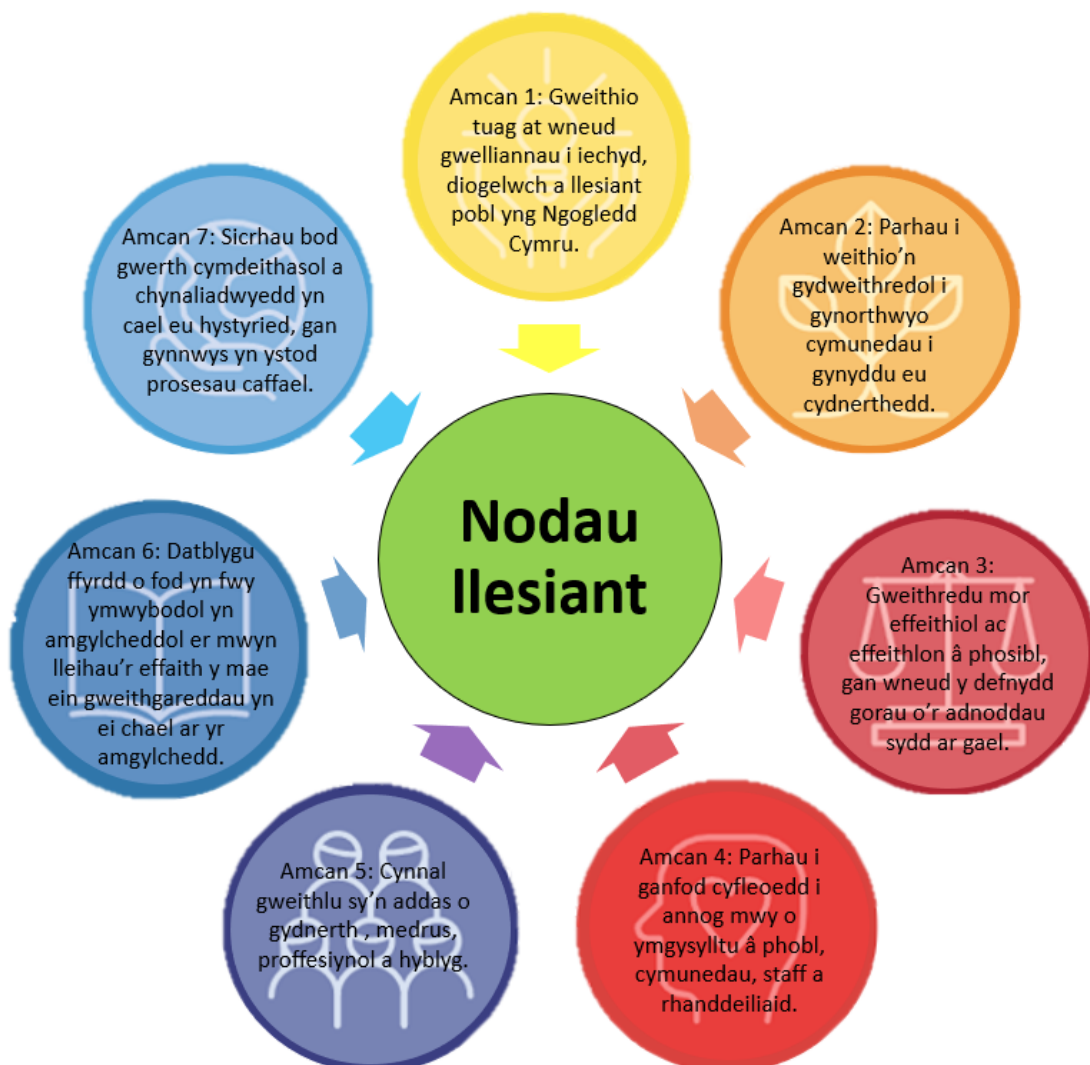 Amcan 1: Gweithio
tuag at wneud
gwelliannau i iechyd,
diogelwch a llesiant
pobl yng Ngogledd
Cymru.
Amcan 2: Parhau i
weithio’n
gydweithredol i
gynorthwyo
cymunedau i
gynyddu eu
cydnerthedd.
Amcan 3:
Gweithredu mor
effeithiol ac
effeithlon â phosibl,
gan wneud y defnydd
gorau o’r adnoddau
sydd ar gael.
Amcan 4: Parhau i
ganfod cyfleoedd i
annog mwy o
ymgysylltu â phobl,
cymunedau, staff a
rhanddeiliaid.
Amcan 5: Cynnal
gweithlu sy’n addas o
gydnerth , medrus,
proffesiynol a hyblyg.
Amcan 6: Datblygu
ffyrdd o fod yn fwy
ymwybodol yn
amgylcheddol er mwyn
lleihau’r effaith y mae
ein gweithgareddau yn
ei chael ar yr
amgylchedd.
Amcan 7: Sicrhau bod
gwerth cymdeithasol a
chynaliadwyedd yn
cael eu hystyried, gan
gynnwys yn ystod
prosesau caffael.
Nodau
llesiant